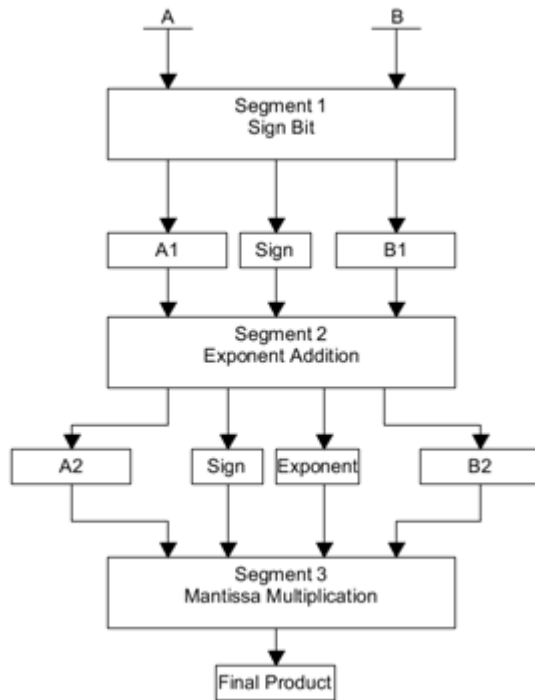 A
B
Segment 1
Sign Bit
A1
Sign
B1
Segment 2
Exponent Addition
A2
Sign
Exponent
B2
Segment 3
Mantissa Multiplication
Final Product